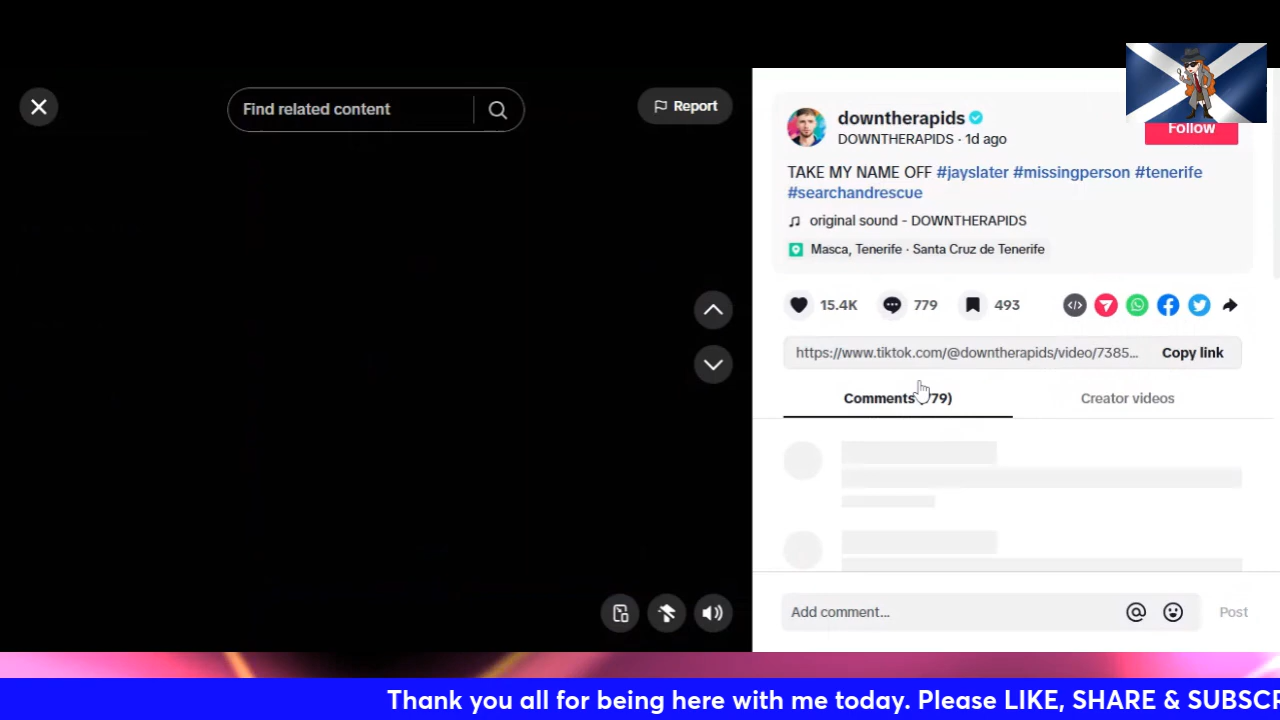 Find related content
Report
downtherapids
DOWNTHERAPIDS · 1d ago
Follow
TAKE MY NAME OFF #jayslater #missingperson #tenerife
#searchandrescue
original sound - DOWNTHERAPIDS
Masca, Tenerife · Santa Cruz de Tenerife
15.4K
779
493
https://www.tiktok.com/@downtherapids/video/7385...
Copy link
Comments 79)
Creator videos
Add comment...
Post
Thank you all for being here with me today. Please LIKE, SHARE & SUBSC